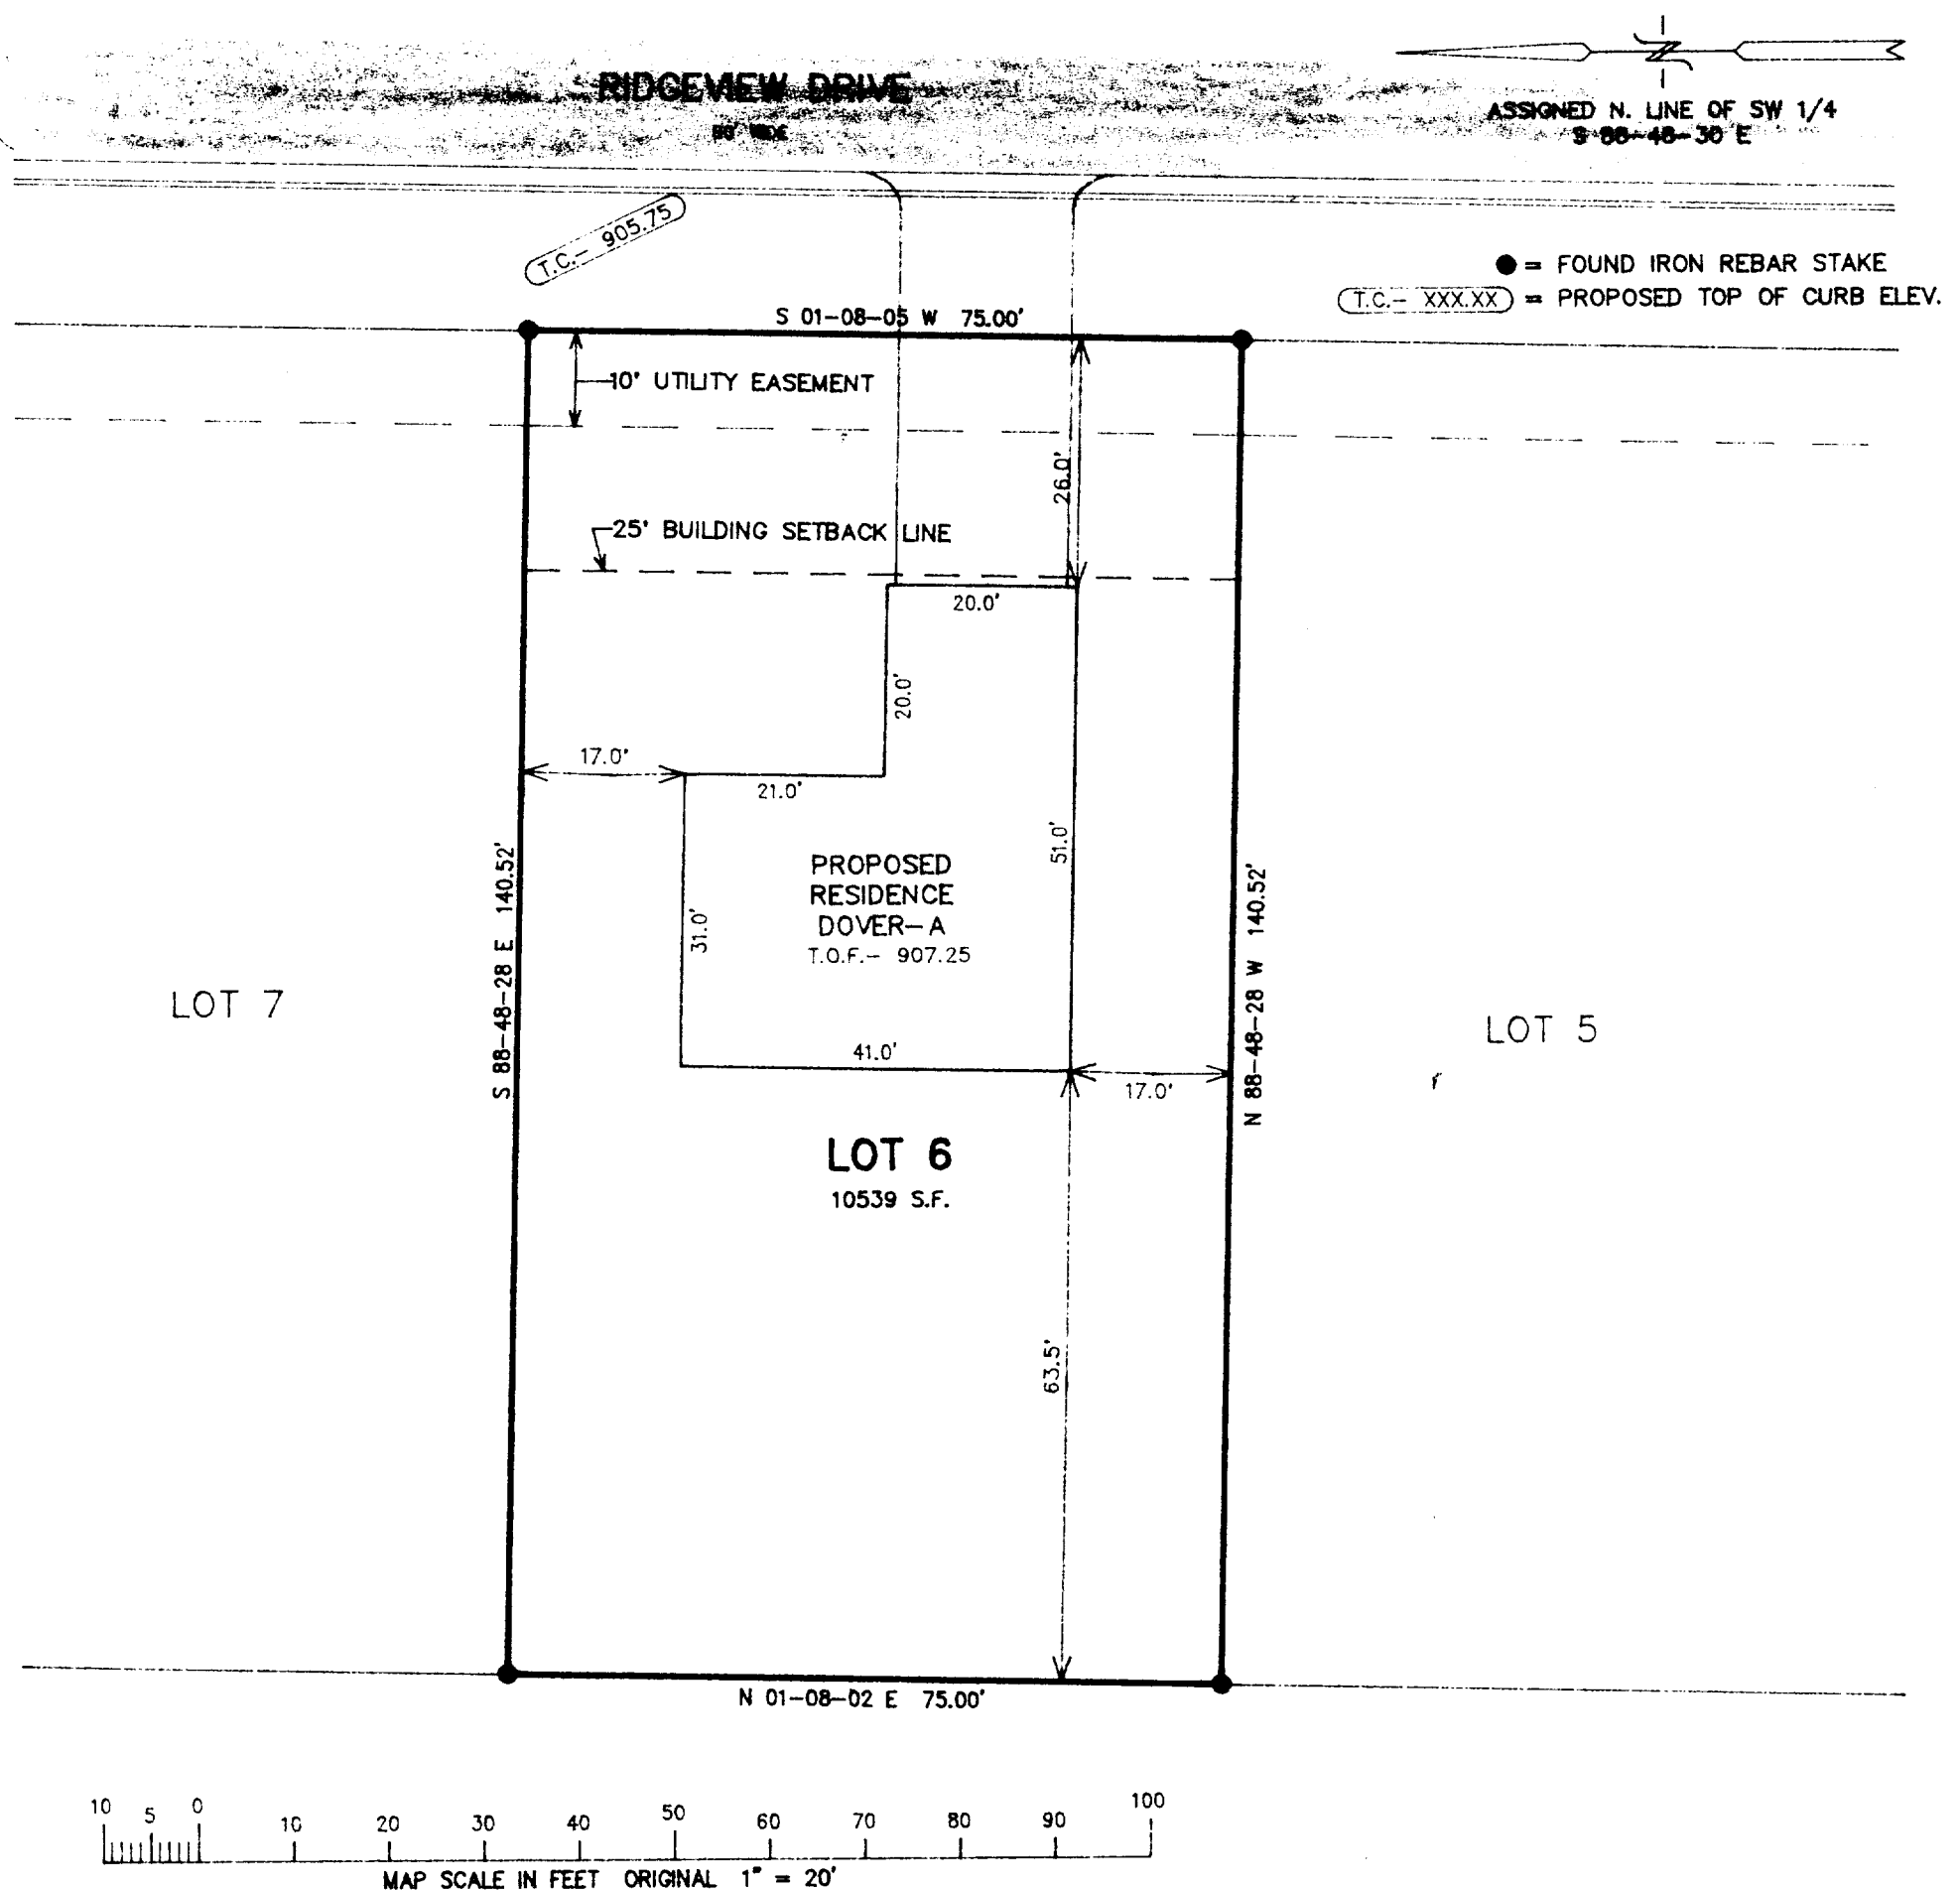 RIDGEVIEW DRIVE
ASSIGNED N. LINE OF SW 1/4
S 88-48-30 E
T.C.- 905.75
● = FOUND IRON REBAR STAKE
T.C.- XXX.XX = PROPOSED TOP OF CURB ELEV.
S 01-08-05 W 75.00'
10' UTILITY EASEMENT
26.0'
25' BUILDING SETBACK LINE
20.0'
20.0'
17.0'
21.0'
51.0'
PROPOSED
RESIDENCE
DOVER-A
T.O.F.- 907.25
31.0'
S 88-48-28 E 140.52'
N 88-48-28 W 140.52'
LOT 7
LOT 5
41.0'
17.0'
LOT 6
10539 S.F.
63.5'
N 01-08-02 E 75.00'
10 5 0 10 20 30 40 50 60 70 80 90 100
MAP SCALE IN FEET ORIGINAL 1" = 20'